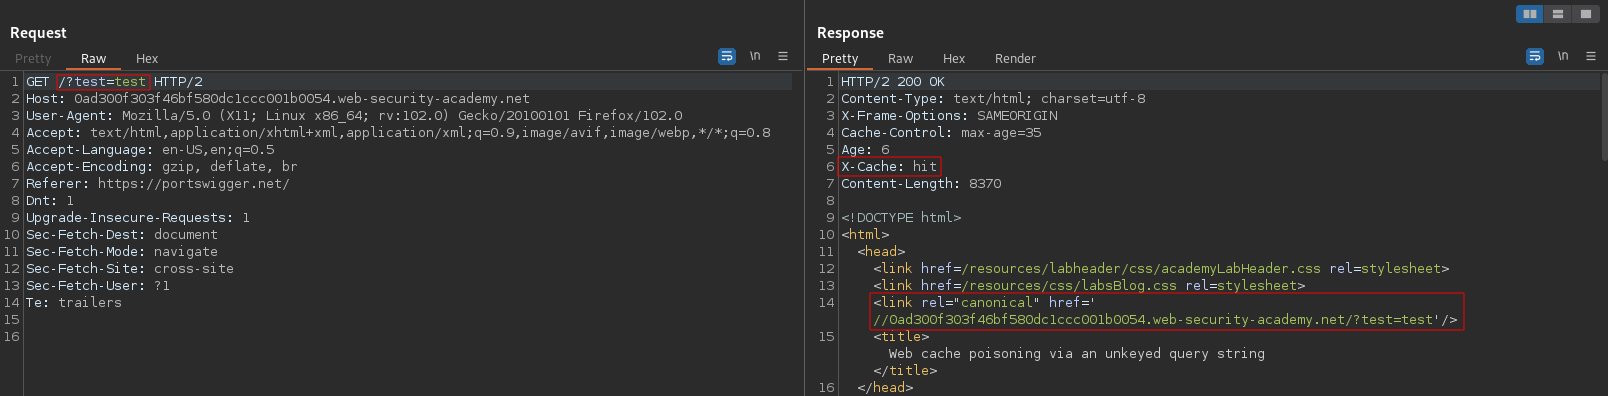 Request
Pretty Raw Hex
\n
1 GET /?test=test HTTP/2
2 Host: 0ad300f303f46bf580dc1ccc001b0054.web-security-academy.net
3 User-Agent: Mozilla/5.0 (X11; Linux x86_64; rv:102.0) Gecko/20100101 Firefox/102.0
4 Accept: text/html,application/xhtml+xml,application/xml;q=0.9,image/avif,image/webp,*/*;q=0.8
5 Accept-Language: en-US,en;q=0.5
6 Accept-Encoding: gzip, deflate, br
7 Referer: https://portswigger.net/
8 Dnt: 1
9 Upgrade-Insecure-Requests: 1
10 Sec-Fetch-Dest: document
11 Sec-Fetch-Mode: navigate
12 Sec-Fetch-Site: cross-site
13 Sec-Fetch-User: ?1
14 Te: trailers
15
16
Response
Pretty Raw Hex Render
\n
1 HTTP/2 200 OK
2 Content-Type: text/html; charset=utf-8
3 X-Frame-Options: SAMEORIGIN
4 Cache-Control: max-age=35
5 Age: 6
6 X-Cache: hit
7 Content-Length: 8370
8
9 <!DOCTYPE html>
10 <html>
11 <head>
12 <link href=/resources/labheader/css/academyLabHeader.css rel=stylesheet>
13 <link href=/resources/css/labsBlog.css rel=stylesheet>
14 <link rel="canonical" href='
//0ad300f303f46bf580dc1ccc001b0054.web-security-academy.net/?test=test'/>
15 <title>
Web cache poisoning via an unkeyed query string
</title>
16 </head>